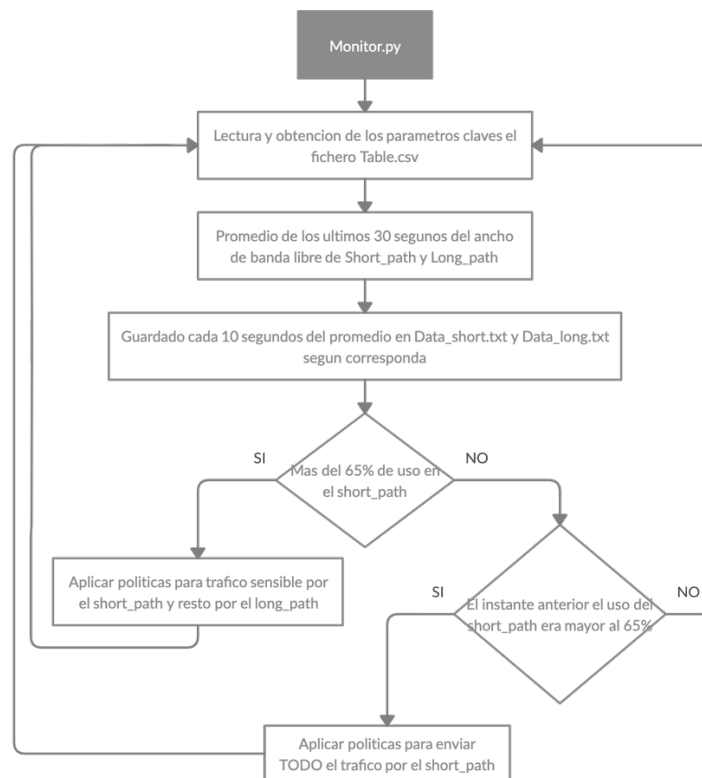 Monitor.py
Lectura y obtencion de los parametros claves el
fichero Table.csv
Promedio de los ultimos 30 segunos del ancho
de banda libre de Short_path y Long_path
Guardado cada 10 segundos del promedio en Data_short.txt y Data_long.txt
segun corresponda
SI
NO
Mas del 65% de uso en
el short_path
Aplicar politicas para trafico sensible por
el short_path y resto por el long_path
SI
NO
El instante anterior el uso del
short_path era mayor al 65%
Aplicar politicas para enviar
TODO el trafico por el short_path